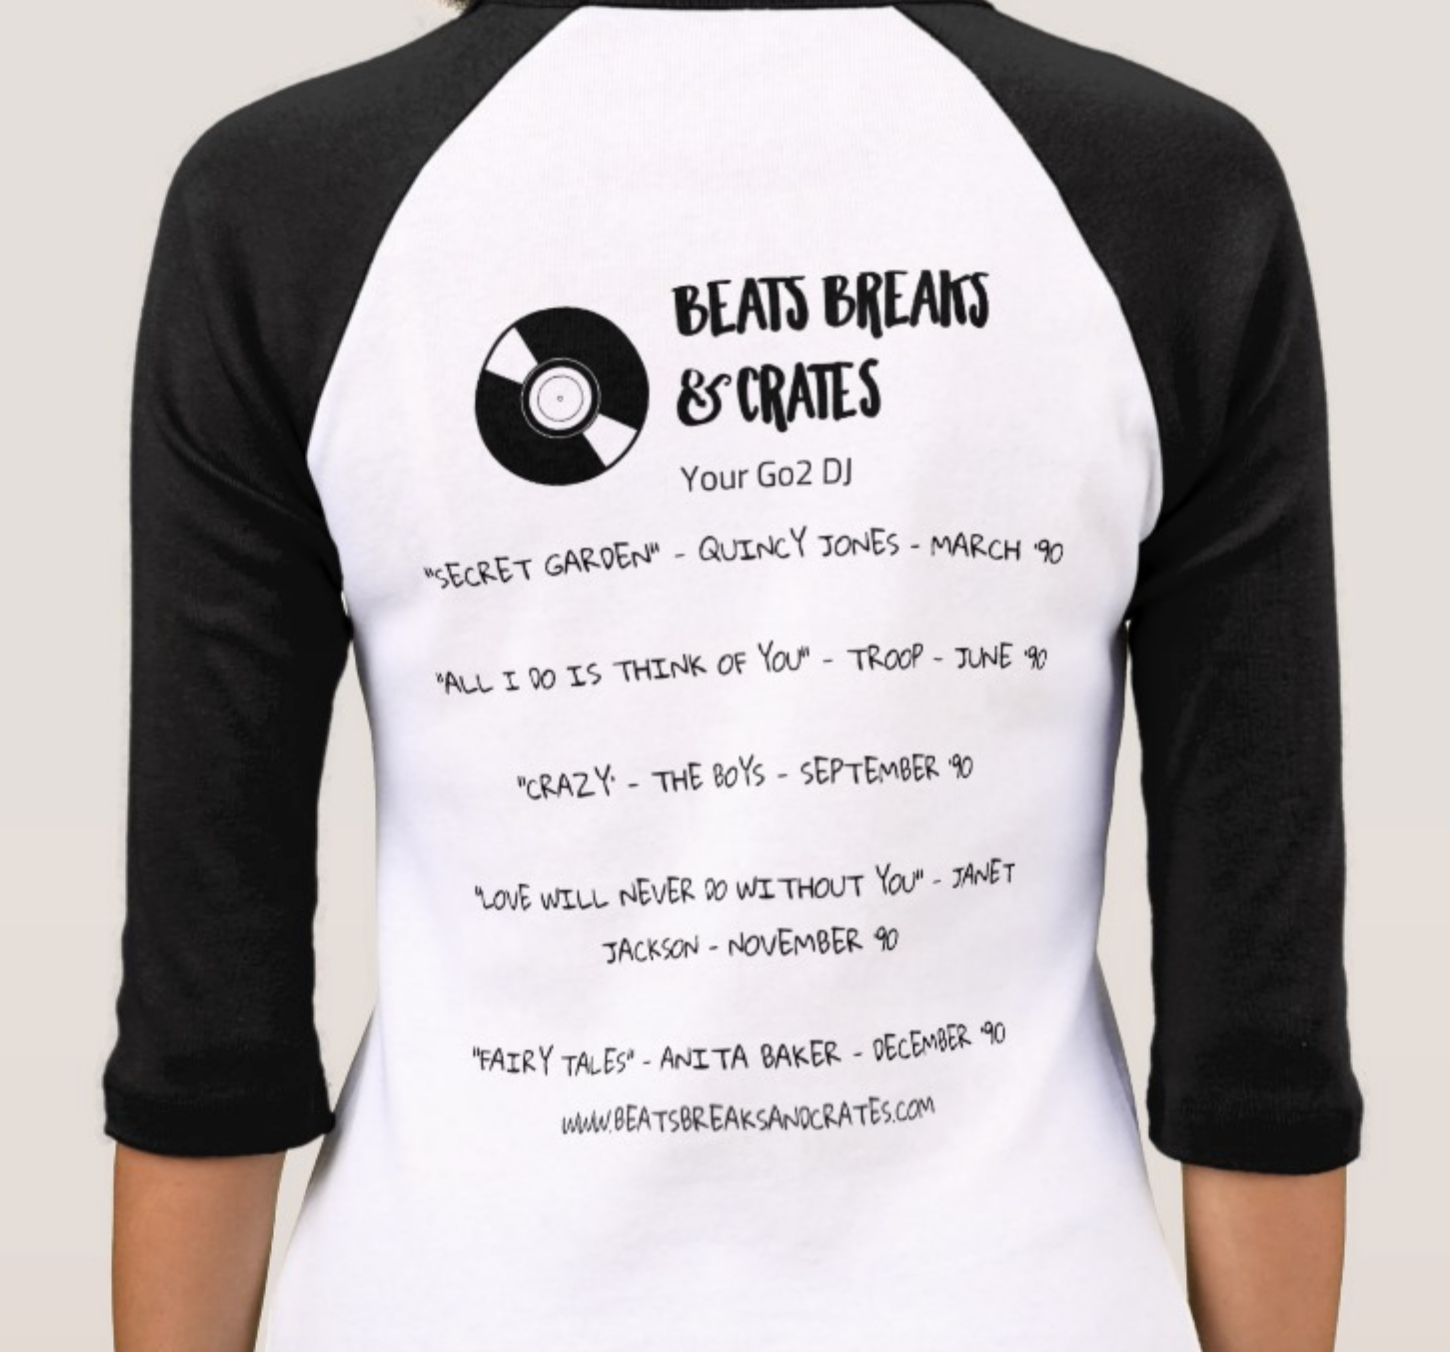 BEATS BREAKS
& CRATES
Your Go2 DJ
"SECRET GARDEN" - QUINCY JONES - MARCH '90
"ALL I DO IS THINK OF YOU" - TROOP - JUNE '90
"CRAZY' - THE BOYS - SEPTEMBER '90
"LOVE WILL NEVER DO WITHOUT YOU" - JANET
JACKSON - NOVEMBER '90
"FAIRY TALES" - ANITA BAKER - DECEMBER '90
WWW.BEATSBREAKSANDCRATES.COM